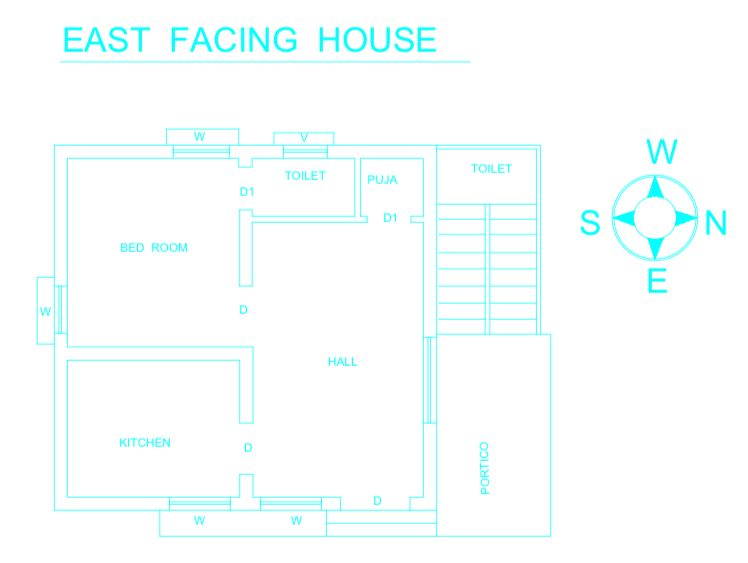 EAST FACING HOUSE
W
V
W
TOILET
TOILET
PUJA
D1
D1
S
N
BED ROOM
E
W
D
HALL
KITCHEN
D
PORTICO
D
W
W